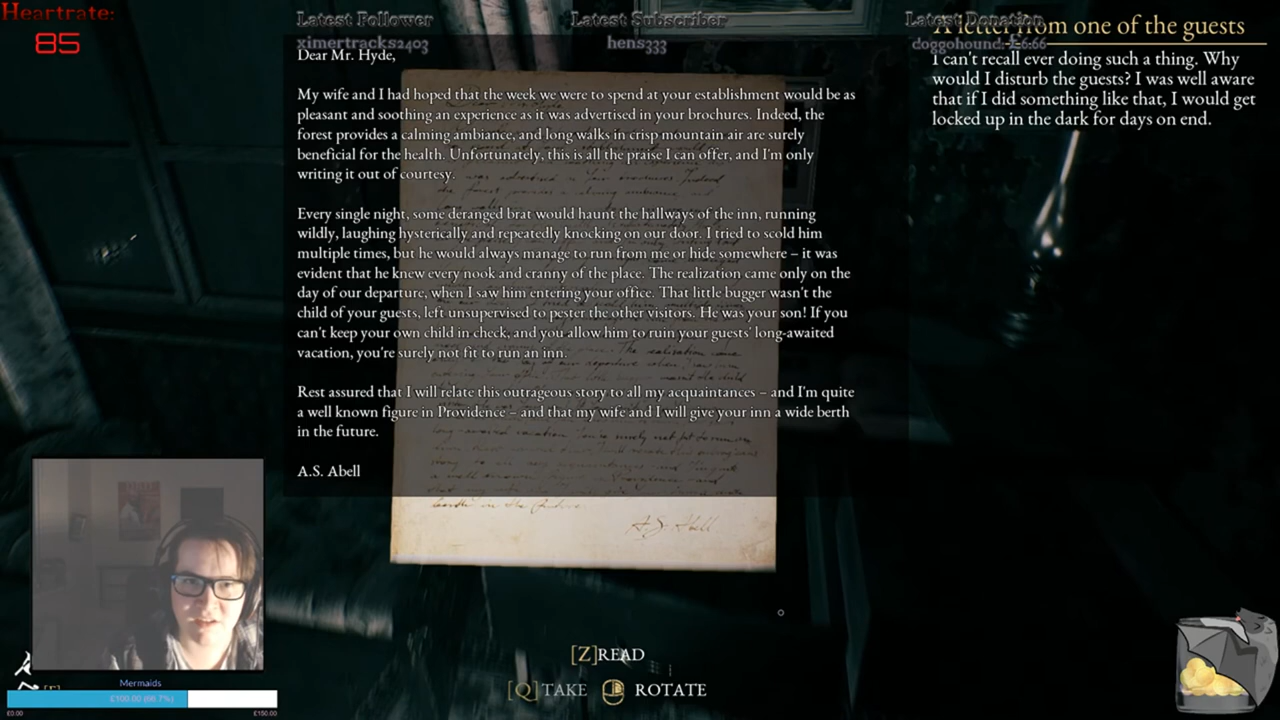 Heartrate:
85
Latest Follower
ximertracks2403
Latest Subscriber
hens333
Latest Donation
doggohound: £6.66
A letter from one of the guests
I can't recall ever doing such a thing. Why
would I disturb the guests? I was well aware
that if I did something like that, I would get
locked up in the dark for days on end.
Dear Mr. Hyde,
My wife and I had hoped that the week we were to spend at your establishment would be as
pleasant and soothing an experience as it was advertised in your brochures. Indeed, the
forest provides a calming ambiance, and long walks in crisp mountain air are surely
beneficial for the health. Unfortunately, this is all the praise I can offer, and I'm only
writing it out of courtesy.
Every single night, some deranged brat would haunt the hallways of the inn, running
wildly, laughing hysterically and repeatedly knocking on our door. I tried to scold him
multiple times, but he would always manage to run from me or hide somewhere – it was
evident that he knew every nook and cranny of the place. The realization came only on the
day of our departure, when I saw him entering your office. That little bugger wasn't the
child of your guests, left unsupervised to pester the other visitors. He was your son! If you
can't keep your own child in check, and you allow him to ruin your guests' long-awaited
vacation, you're surely not fit to run an inn.
Rest assured that I will relate this outrageous story to all my acquaintances – and I'm quite
a well known figure in Providence – and that my wife and I will give your inn a wide berth
in the future.
A.S. Abell
A.S. Abell
[Z]READ
[Q]TAKE ROTATE
Mermaids
£100.00 (66.7%)
£0.00 £150.00